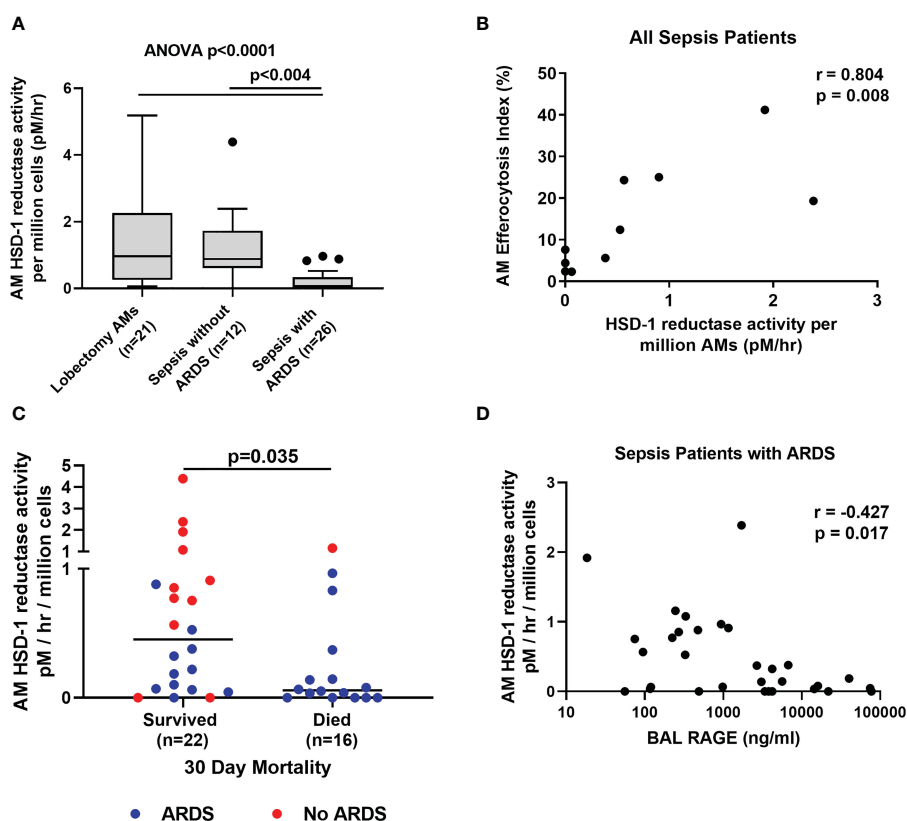 A
ANOVA p<0.0001
p<0.004
AM HSD-1 reductase activity
per million cells (pM/hr)
6
4
2
0
Lobectomy AMs
(n=21)
Sepsis without
ARDS (n=12)
Sepsis with
ARDS (n=26)
B
All Sepsis Patients
r = 0.804
p = 0.008
AM Efferocytosis Index (%)
50
40
30
20
10
0
0 1 2 3
HSD-1 reductase activity per
million AMs (pM/hr)
C
p=0.035
AM HSD-1 reductase activity
pM / hr / million cells
5
4
3
2
1
1
0
Survived
(n=22)
Died
(n=16)
30 Day Mortality
ARDS
No ARDS
D
Sepsis Patients with ARDS
r = -0.427
p = 0.017
AM HSD-1 reductase activity
pM / hr / million cells
3
2
1
0
10 100 1000 10000 100000
BAL RAGE (ng/ml)